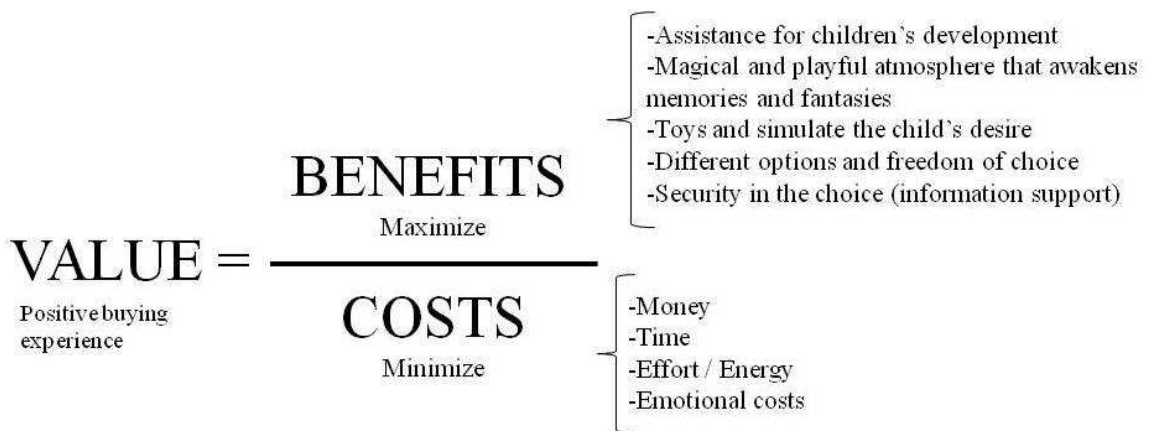 -Assistance for children's development
-Magical and playful atmosphere that awakens
memories and fantasies
-Toys and simulate the child's desire
-Different options and freedom of choice
-Security in the choice (information support)
BENEFITS
Maximize
VALUE =
Positive buying
experience
COSTS
Minimize
-Money
-Time
-Effort / Energy
-Emotional costs